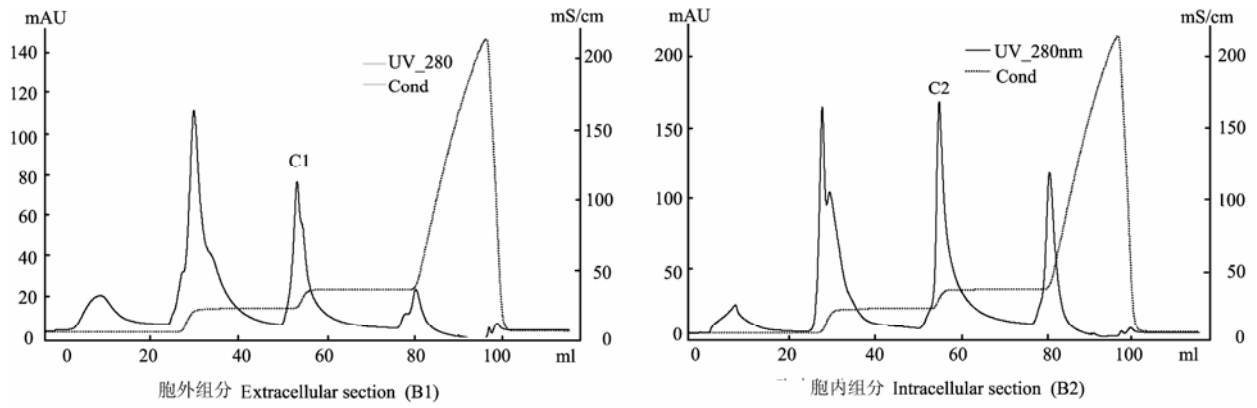 mAU
mS/cm
140
120
100
80
60
40
20
0
200
150
100
50
0
UV_280
Cond
C1
0 20 40 60 80 100 ml
胞外组分 Extracellular section (B1)
mAU
mS/cm
200
150
100
50
0
200
150
100
50
0
UV_280nm
Cond
C2
0 20 40 60 80 100 ml
胞内组分 Intracellular section (B2)